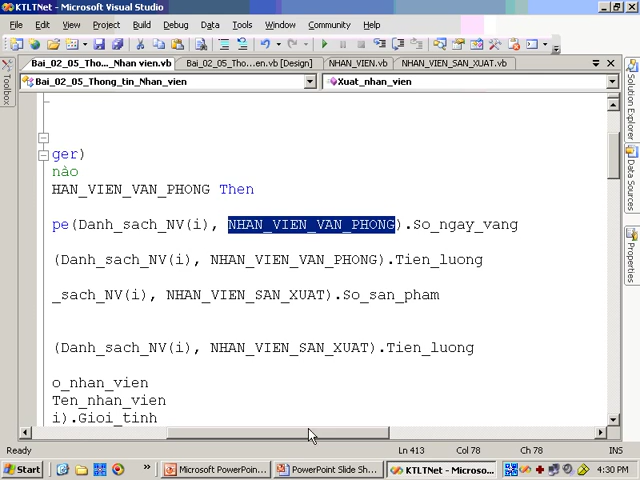 KTLTNet - Microsoft Visual Studio
File Edit View Project Build Debug Data Tools Window Community Help
Bai_02_05_Tho..._Nhan vien.vb Bai_02_05_Tho...en.vb [Design] NHAN_VIEN.vb NHAN_VIEN_SAN_XUAT.vb
Bai_02_05_Thong_tin_Nhan_vien Xuat_nhan_vien
Toolbox
Solution Explorer
Data Sources
Properties
ger)
nào
HAN_VIEN_VAN_PHONG Then
pe(Danh_sach_NV(i), NHAN_VIEN_VAN_PHONG).So_ngay_vang
(Danh_sach_NV(i), NHAN_VIEN_VAN_PHONG).Tien_luong
_sach_NV(i), NHAN_VIEN_SAN_XUAT).So_san_pham
(Danh_sach_NV(i), NHAN_VIEN_SAN_XUAT).Tien_luong
o_nhan_vien
Ten_nhan_vien
i).Gioi_tinh
Ready Ln 413 Col 78 Ch 78 INS
Start » Microsoft PowerPoin... PowerPoint Slide Sh... KTLTNet - Microso... 4:30 PM